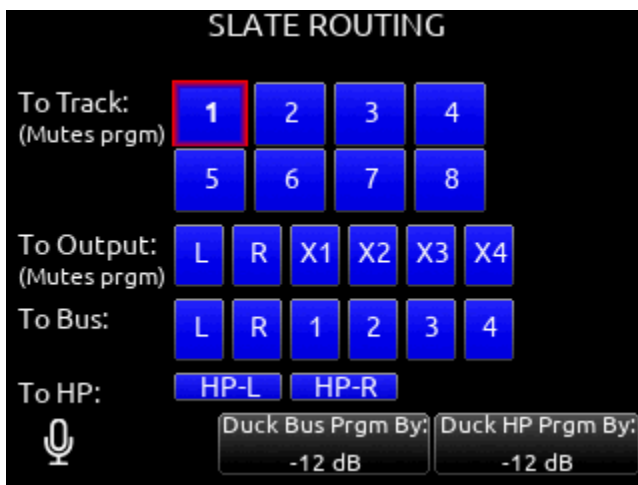 SLATE ROUTING
To Track: 1 2 3 4
(Mutes prgm)
5 6 7 8
To Output: L R X1 X2 X3 X4
(Mutes prgm)
To Bus: L R 1 2 3 4
To HP: HP-L HP-R
Duck Bus Prgm By: Duck HP Prgm By:
-12 dB -12 dB